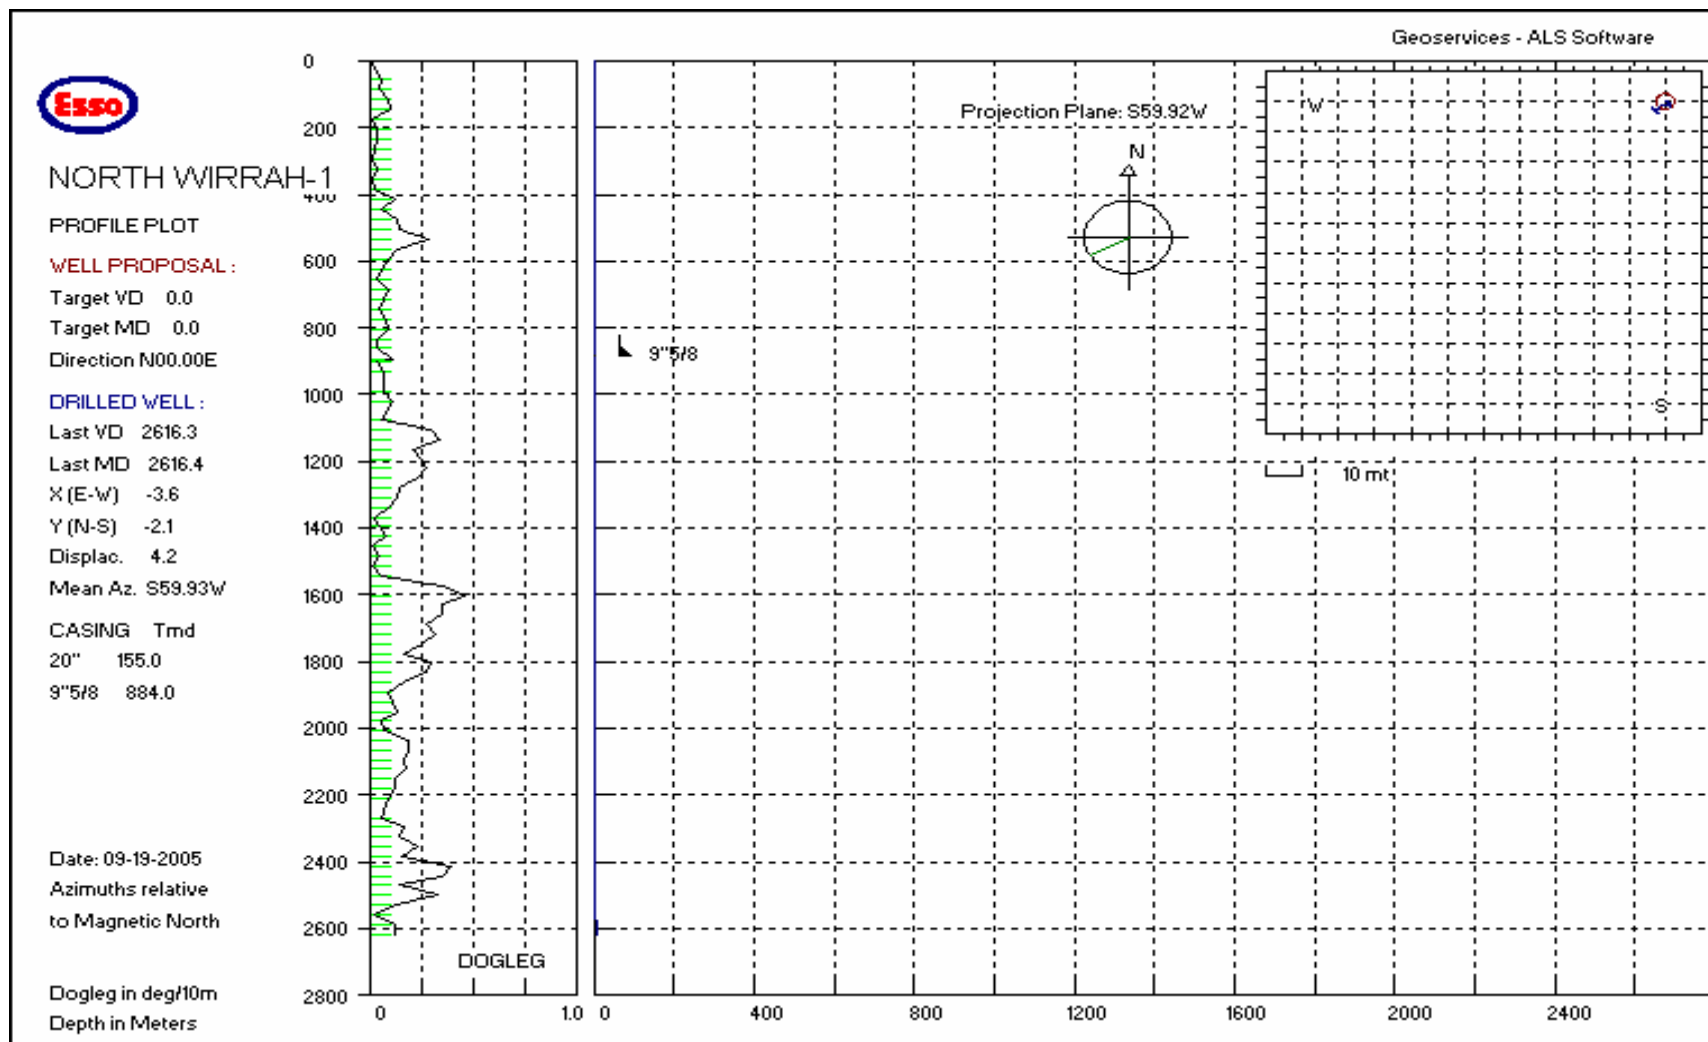 Geoservices - ALS Software
Esso
NORTH WIRRAH-1
PROFILE PLOT
WELL PROPOSAL :
Target VD 0.0
Target MD 0.0
Direction N00.00E
DRILLED WELL :
Last VD 2616.3
Last MD 2616.4
X (E-W) -3.6
Y (N-S) -2.1
Displac. 4.2
Mean Az. S59.93W
CASING Tmd
20" 155.0
9"5/8 884.0
Date: 09-19-2005
Azimuths relative
to Magnetic North
Dogleg in deg/10m
Depth in Meters
0
200
400
600
800
1000
1200
1400
1600
1800
2000
2200
2400
2600
2800
DOGLEG
0 1.0
Projection Plane: S59.92W
N
9"5/8
W
S
10 mt
0 400 800 1200 1600 2000 2400